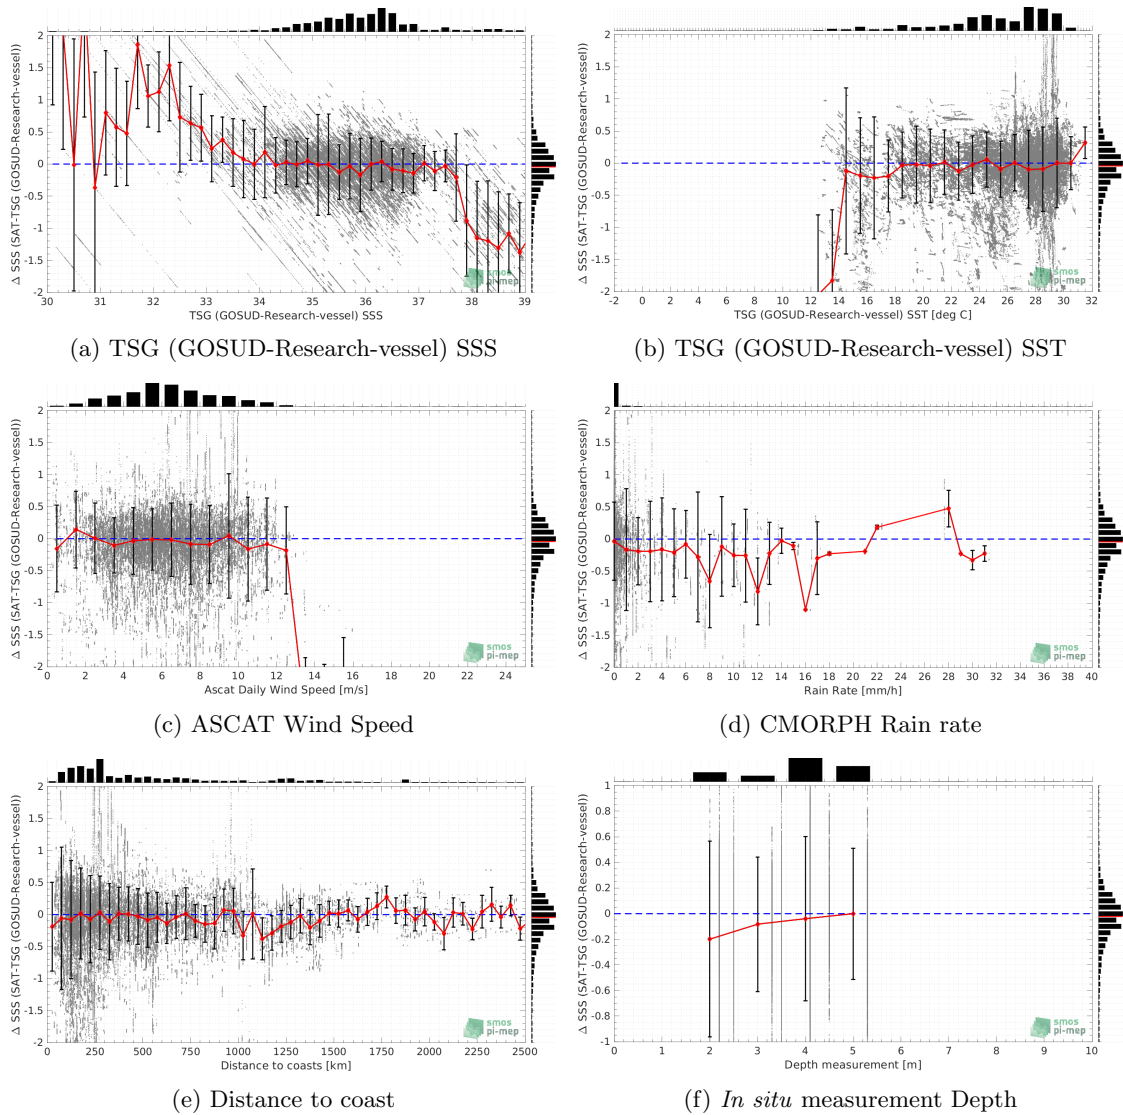 2
1.5
1
0.5
0
-0.5
-1
-1.5
-2
Δ SSS (SAT-TSG (GOSUD-Research-vessel))
30 31 32 33 34 35 36 37 38 39
TSG (GOSUD-Research-vessel) SSS
smos
pi-mep
(a) TSG (GOSUD-Research-vessel) SSS
2
1.5
1
0.5
0
-0.5
-1
-1.5
-2
Δ SSS (SAT-TSG (GOSUD-Research-vessel))
-2 0 2 4 6 8 10 12 14 16 18 20 22 24 26 28 30 32
TSG (GOSUD-Research-vessel) SST [deg C]
smos
pi-mep
(b) TSG (GOSUD-Research-vessel) SST
2
1.5
1
0.5
0
-0.5
-1
-1.5
-2
Δ SSS (SAT-TSG (GOSUD-Research-vessel))
0 2 4 6 8 10 12 14 16 18 20 22 24
Ascat Daily Wind Speed [m/s]
smos
pi-mep
(c) ASCAT Wind Speed
2
1.5
1
0.5
0
-0.5
-1
-1.5
-2
Δ SSS (SAT-TSG (GOSUD-Research-vessel))
0 2 4 6 8 10 12 14 16 18 20 22 24 26 28 30 32 34 36 38 40
Rain Rate [mm/h]
smos
pi-mep
(d) CMORPH Rain rate
2
1.5
1
0.5
0
-0.5
-1
-1.5
-2
Δ SSS (SAT-TSG (GOSUD-Research-vessel))
0 250 500 750 1000 1250 1500 1750 2000 2250 2500
Distance to coasts [km]
smos
pi-mep
(e) Distance to coast
1
0.8
0.6
0.4
0.2
0
-0.2
-0.4
-0.6
-0.8
-1
Δ SSS (SAT-TSG (GOSUD-Research-vessel))
0 1 2 3 4 5 6 7 8 9 10
Depth measurement [m]
smos
pi-mep
(f) In situ measurement Depth